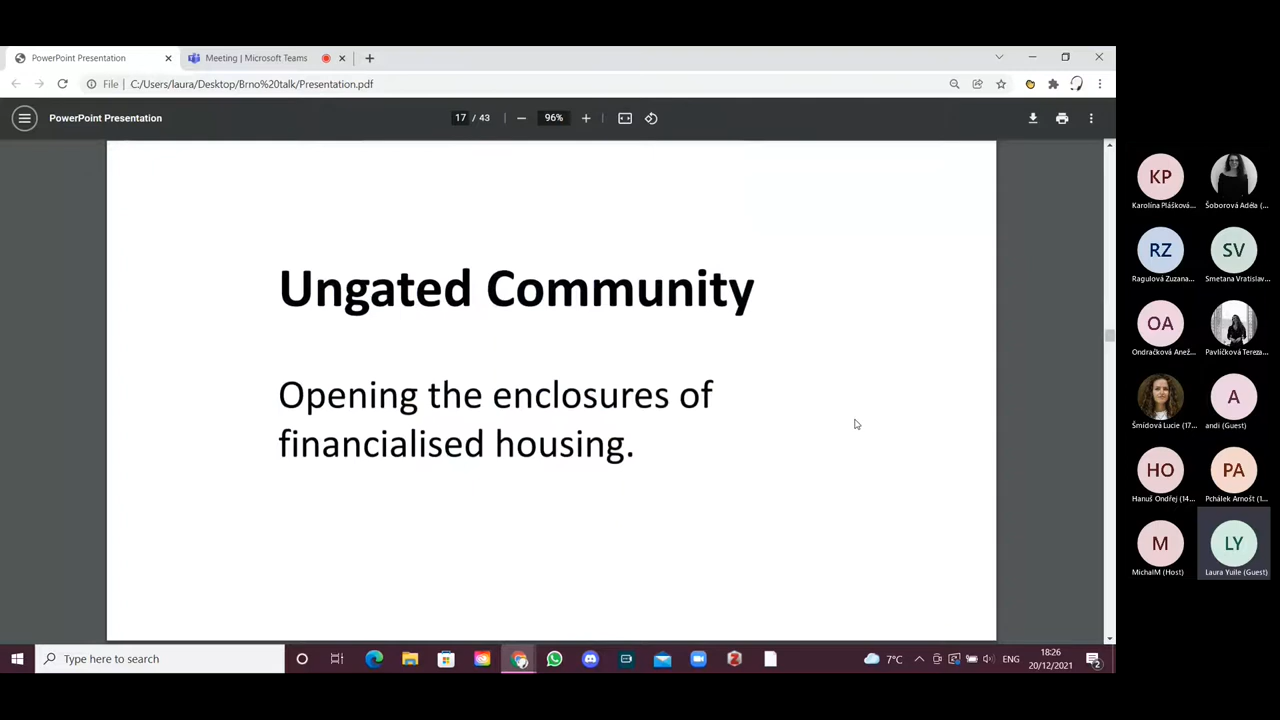 PowerPoint Presentation
Meeting | Microsoft Teams
File
C:/Users/laura/Desktop/Brno%20talk/Presentation.pdf
PowerPoint Presentation
17 / 43
96%
Ungated Community
Opening the enclosures of
financialised housing.
KP
Karolina Plášková...
Šoborová Adéla (...
RZ
Ragulová Zuzana...
SV
Smetana Vratislav...
OA
Ondračková Anež...
Pavlíčková Tereza...
Šmídová Lucie (17...
A
andi (Guest)
HO
Hanuš Ondřej (14...
PA
Pchálek Arnošt (1...
M
MichalM (Host)
LY
Laura Yuile (Guest)
Type here to search
7°C
ENG
18:26
20/12/2021
2